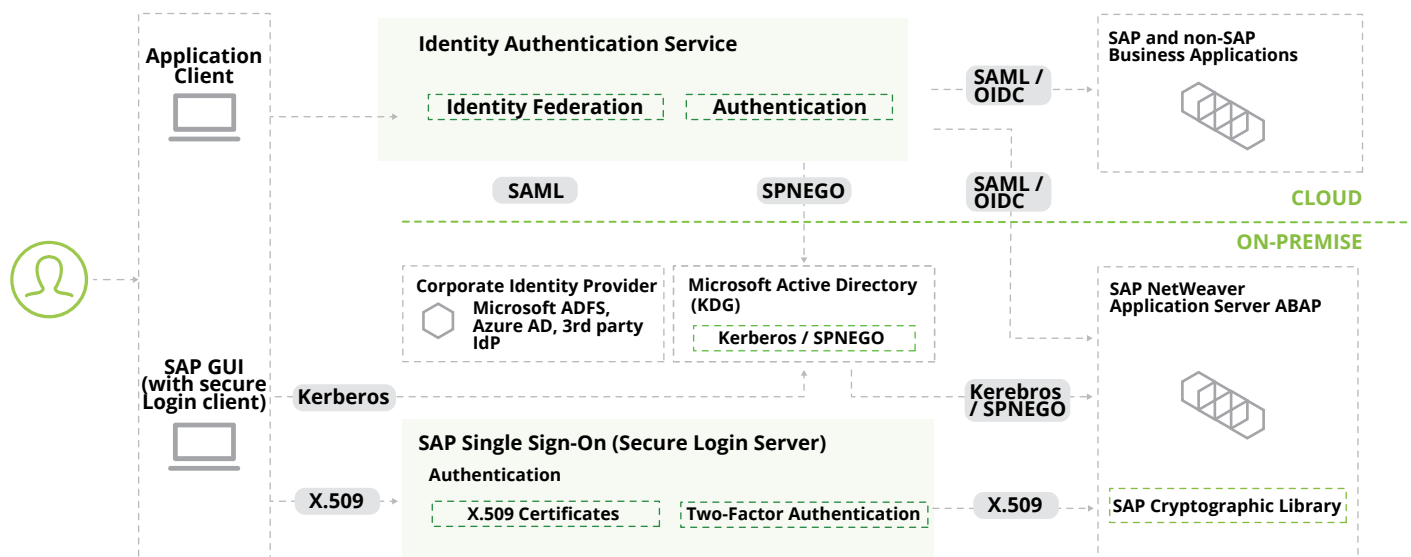 Application
Client
Identity Authentication Service
Identity Federation
Authentication
SAML /
OIDC
SAP and non-SAP
Business Applications
SAML
SPNEGO
SAML /
OIDC
CLOUD
ON-PREMISE
Corporate Identity Provider
Microsoft ADFS,
Azure AD, 3rd party
IdP
Microsoft Active Directory
(KDG)
Kerberos / SPNEGO
SAP NetWeaver
Application Server ABAP
SAP GUI
(with secure
Login client)
Kerberos
Kerebros
/ SPNEGO
SAP Single Sign-On (Secure Login Server)
Authentication
X.509
X.509 Certificates
Two-Factor Authentication
X.509
SAP Cryptographic Library